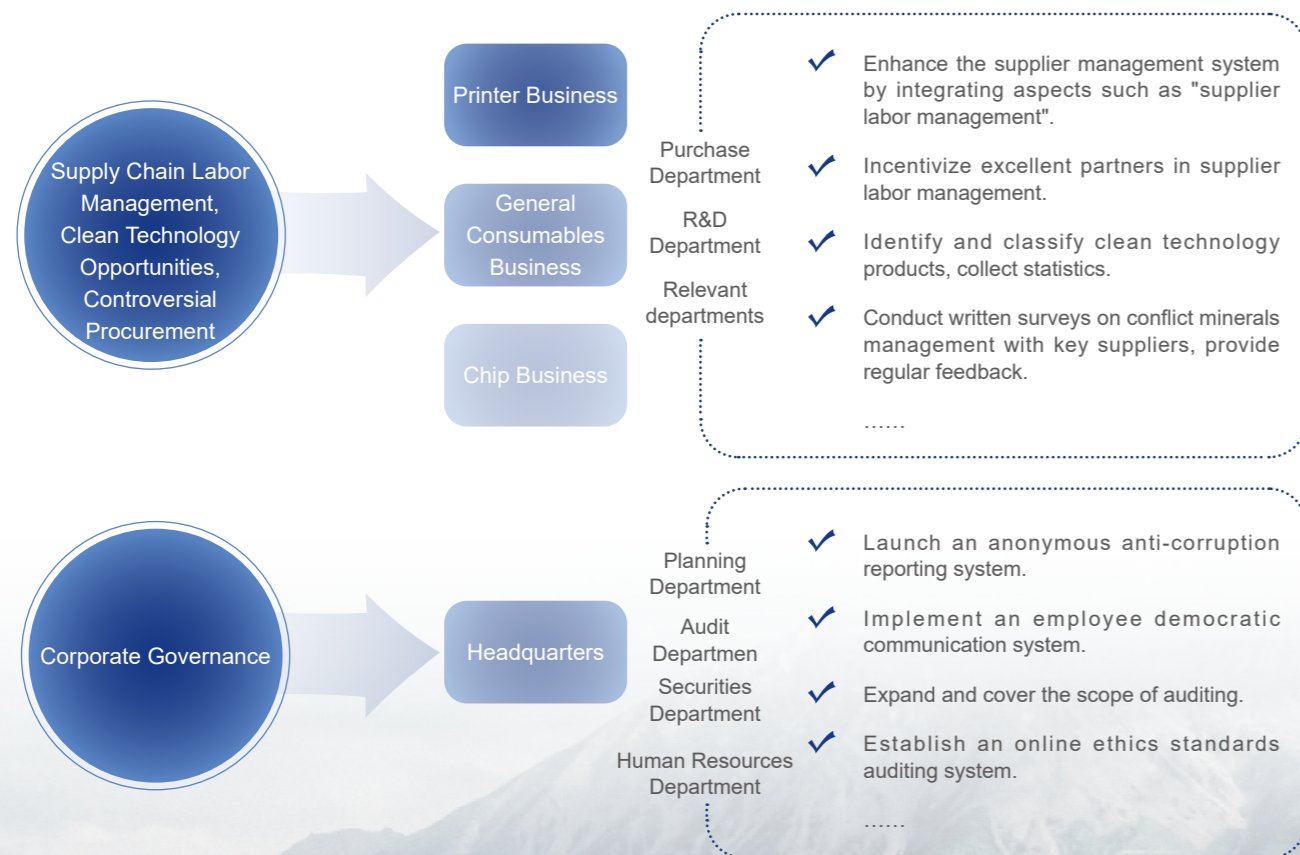 Supply Chain Labor
Management,
Clean Technology
Opportunities,
Controversial
Procurement
Printer Business
General
Consumables
Business
Chip Business
Purchase
Department
R&D
Department
Relevant
departments
Enhance the supplier management system
by integrating aspects such as "supplier
labor management".
Incentivize excellent partners in supplier
labor management.
Identify and classify clean technology
products, collect statistics.
Conduct written surveys on conflict minerals
management with key suppliers, provide
regular feedback.
......
Corporate Governance
Headquarters
Planning
Department
Audit
Departmen
Securities
Department
Human Resources
Department
Launch an anonymous anti-corruption
reporting system.
Implement an employee democratic
communication system.
Expand and cover the scope of auditing.
Establish an online ethics standards
auditing system.
......